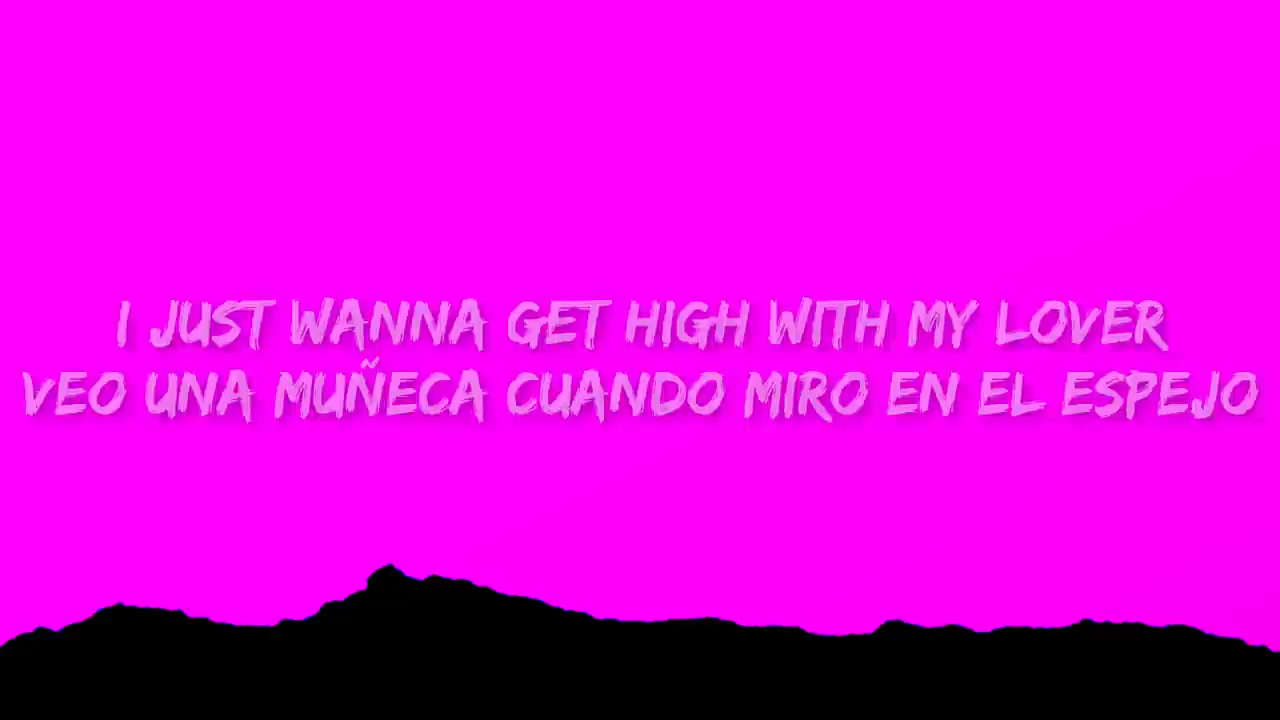 I JUST WANNA GET HIGH WITH MY LOVER
VEO UNA MUÑECA CUANDO MIRO EN EL ESPEJO